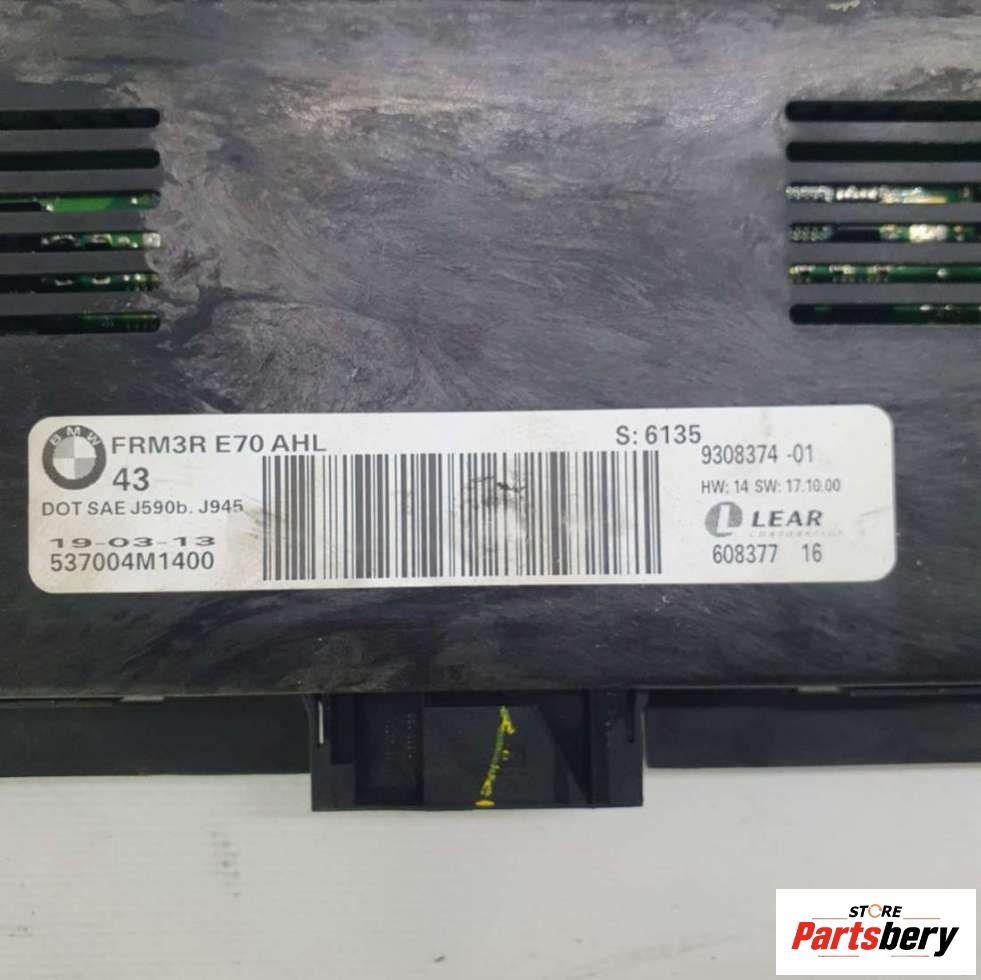 BMW
FRM3R E70 AHL
S: 6135
43
9308374 -01
DOT SAE J590b. J945
HW: 14 SW: 17.10.00
LEAR
CORPORATION
19-03-13
537004M1400
608377 16
STORE
Partsbery